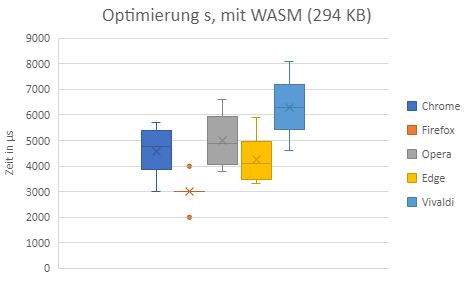 Optimierung s, mit WASM (294 KB)
9000
8000
7000
6000
5000
4000
3000
2000
1000
0
Zeit in µs
Chrome
Firefox
Opera
Edge
Vivaldi